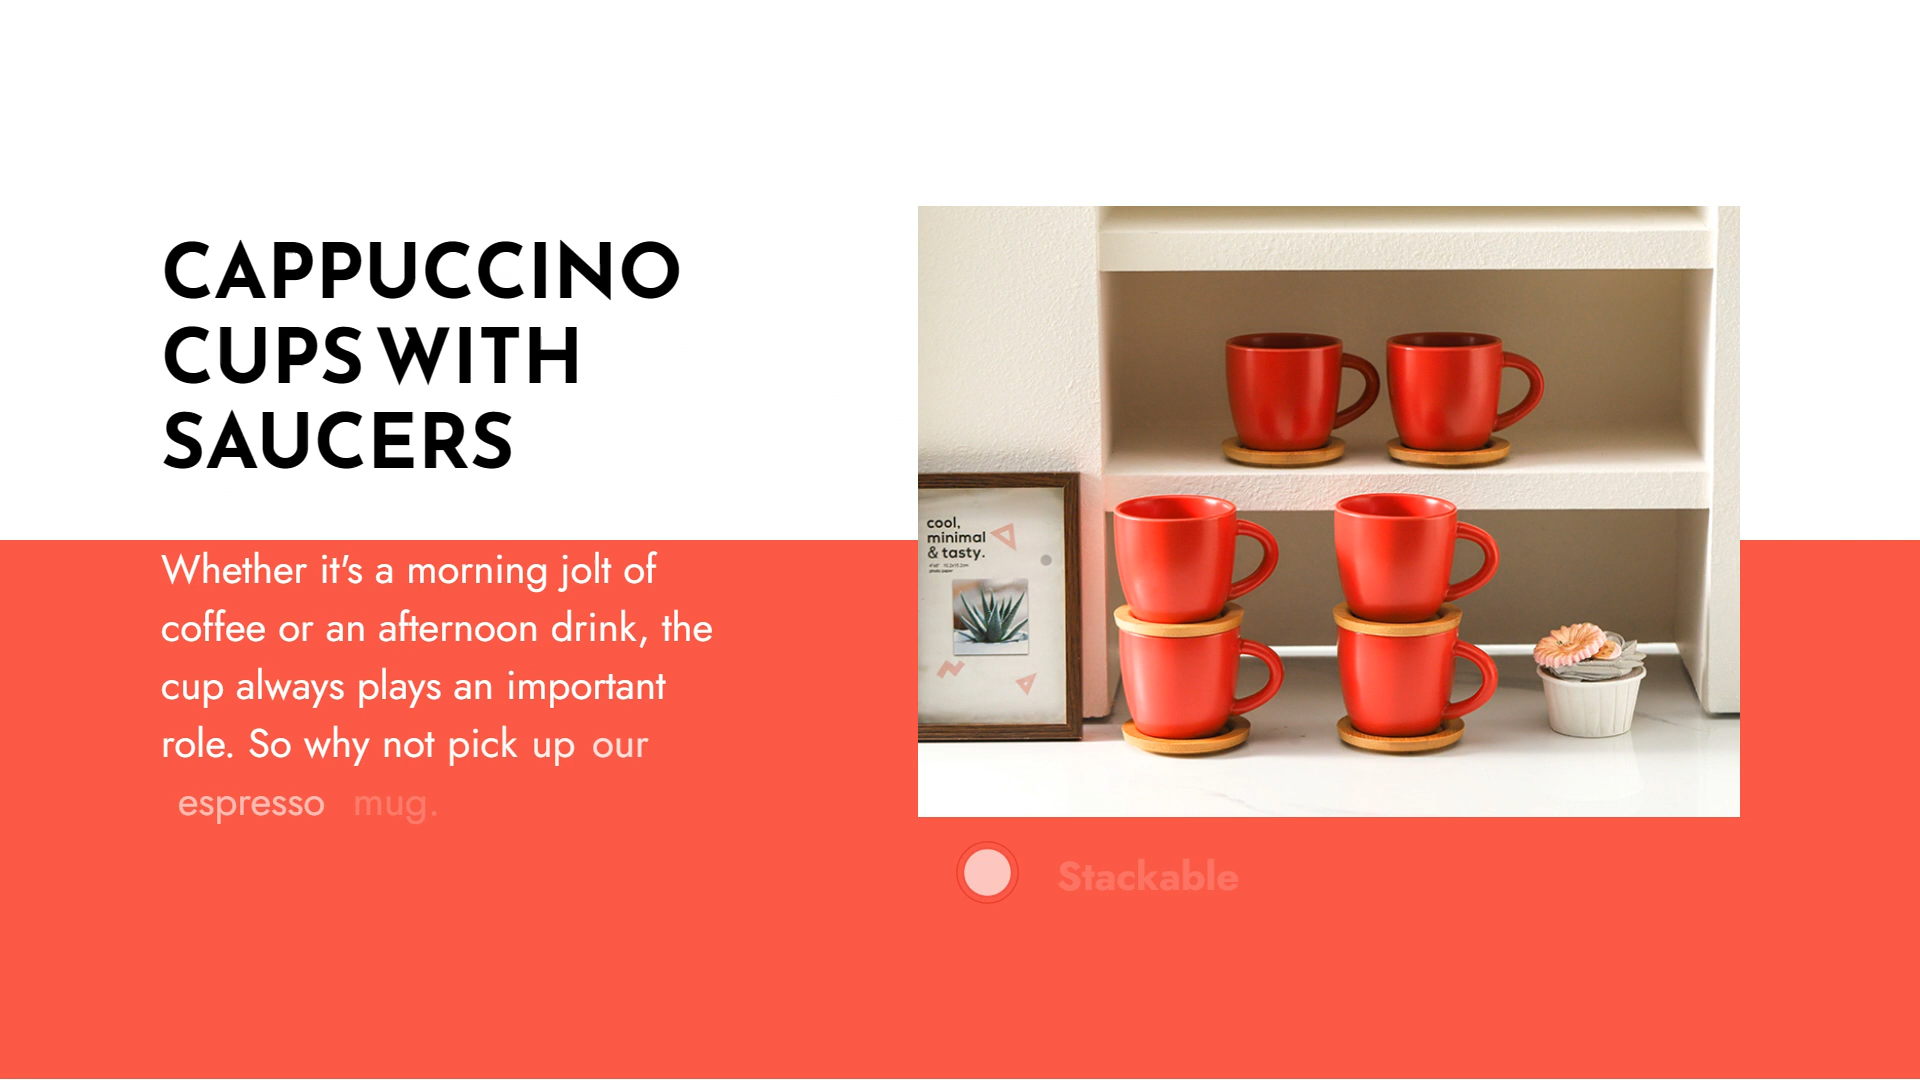 CAPPUCCINO
CUPS WITH
SAUCERS
Whether it's a morning jolt of
coffee or an afternoon drink, the
cup always plays an important
role. So why not pick up our
espresso mug.
cool,
minimal
& tasty.
Stackable